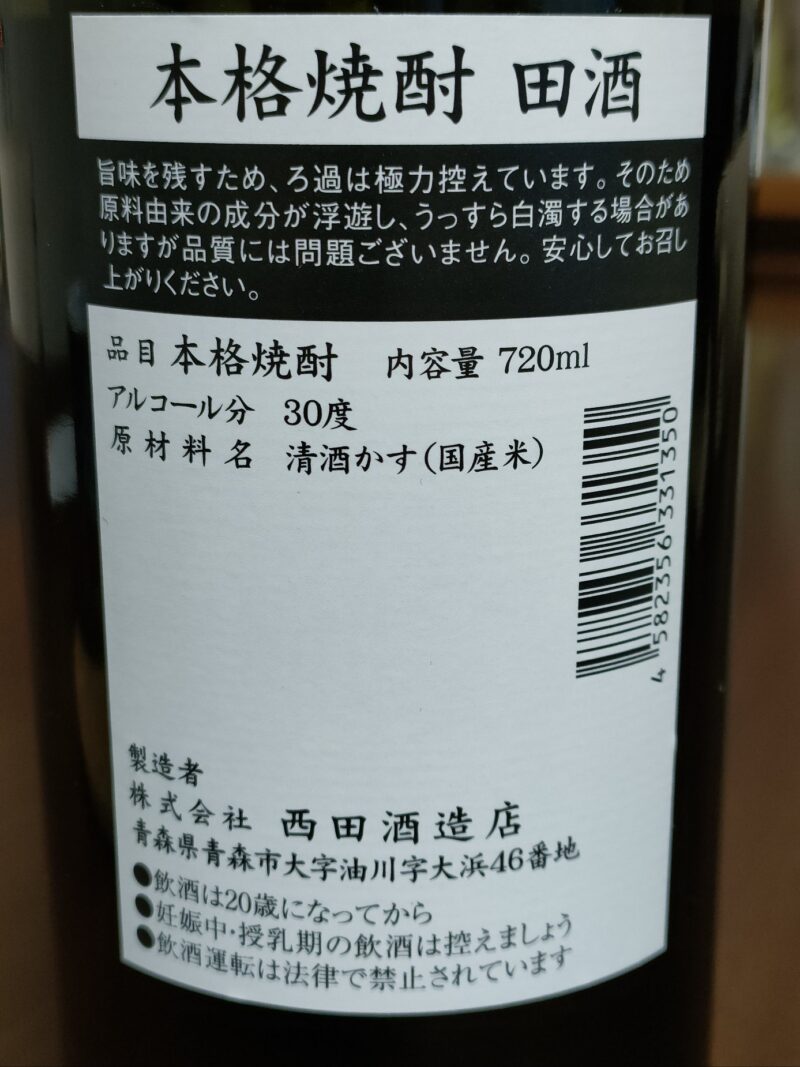 本格焼酎 田酒
旨味を残すため、ろ過は極力控えています。そのため
原料由来の成分が浮遊し、うっすら白濁する場合があ
りますが品質には問題ございません。安心してお召し
上がりください。
品目 本格焼酎 内容量 720ml
アルコール分 30度
原材料名 清酒かす(国産米)
4 582356 331350
製造者
株式会社 西田酒造店
青森県青森市大字油川字大浜46番地
●飲酒は20歳になってから
●妊娠中・授乳期の飲酒は控えましょう
●飲酒運転は法律で禁止されています